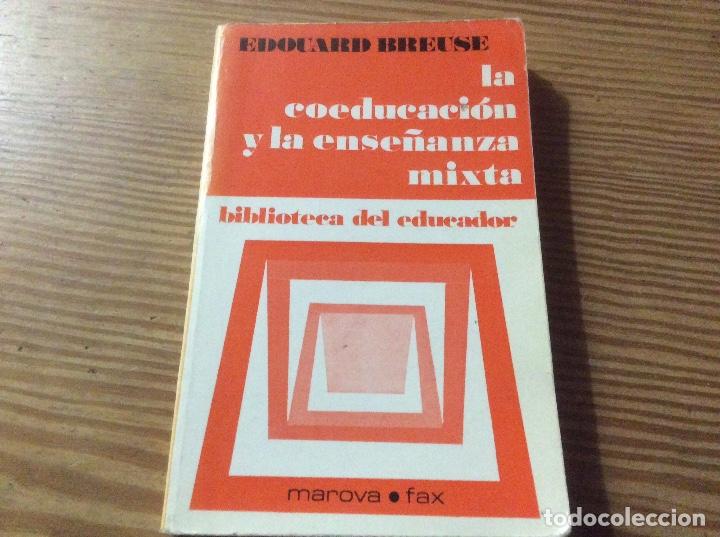 EDOUARD BREUSE
la
coeducación
y la enseñanza
mixta
biblioteca del educador
marova • fax
todocoleccion